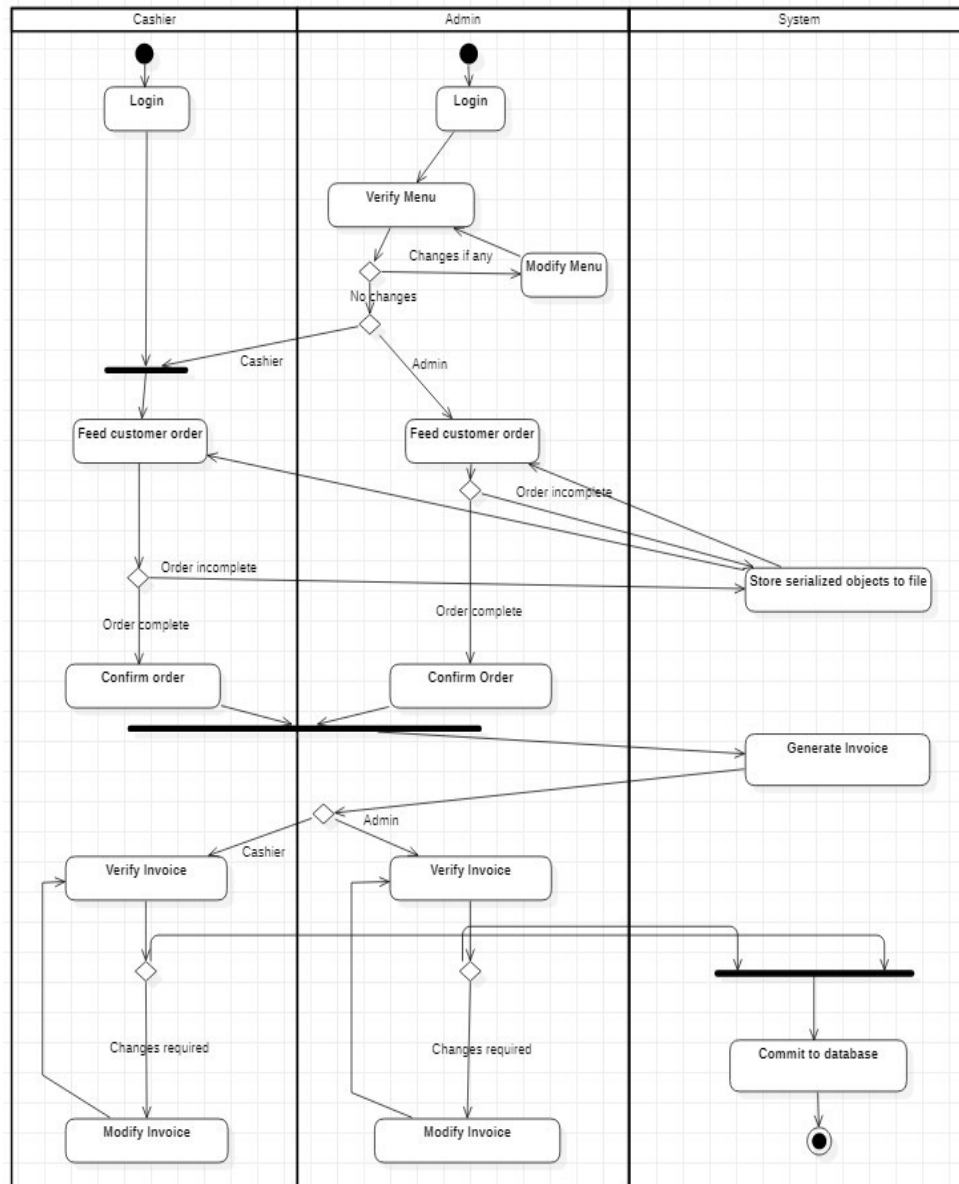 Cashier
Admin
System
Login
Login
Verify Menu
Changes if any
Modify Menu
No changes
Cashier
Admin
Feed customer order
Feed customer order
Order incomplete
Order incomplete
Store serialized objects to file
Order complete
Order complete
Confirm order
Confirm Order
Generate Invoice
Admin
Cashier
Verify Invoice
Verify Invoice
Changes required
Changes required
Commit to database
Modify Invoice
Modify Invoice